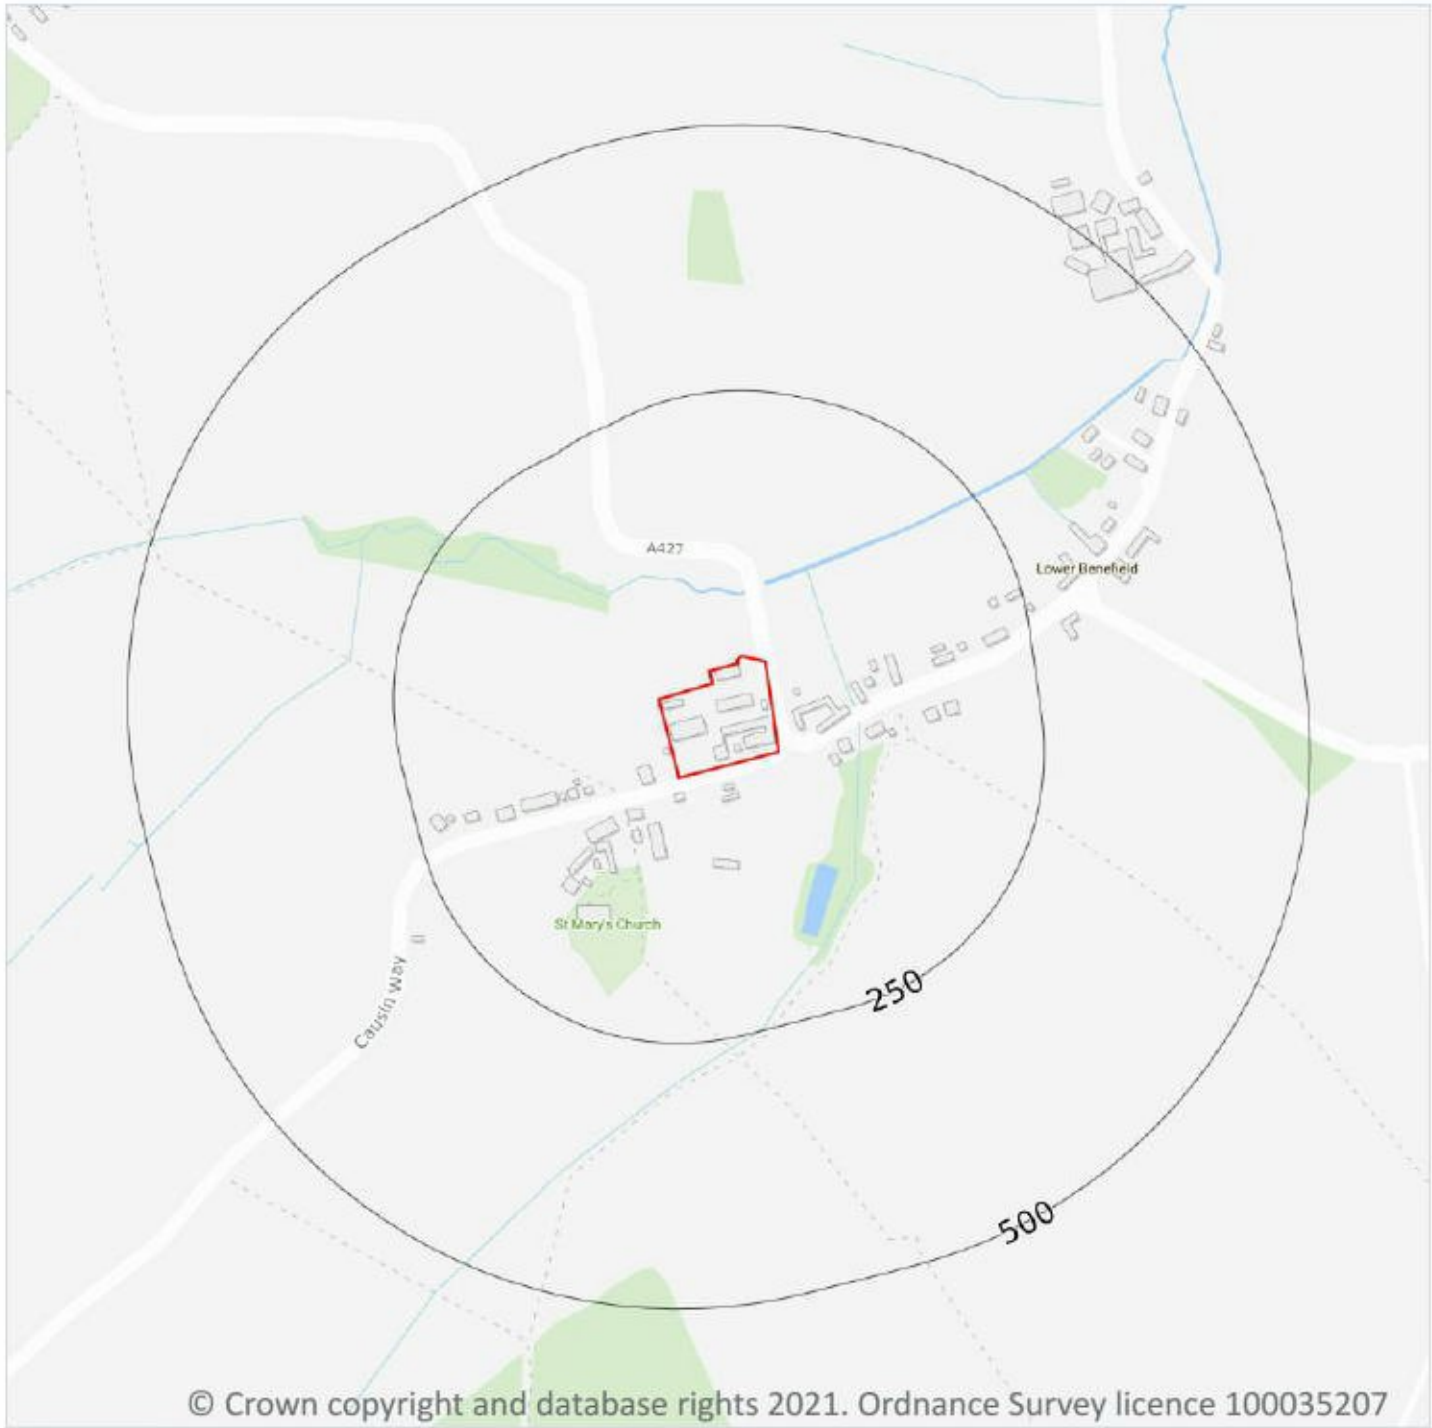 A427
Lower Benefield
St Mary's Church
250
Causin Way
500
© Crown copyright and database rights 2021. Ordnance Survey licence 100035207